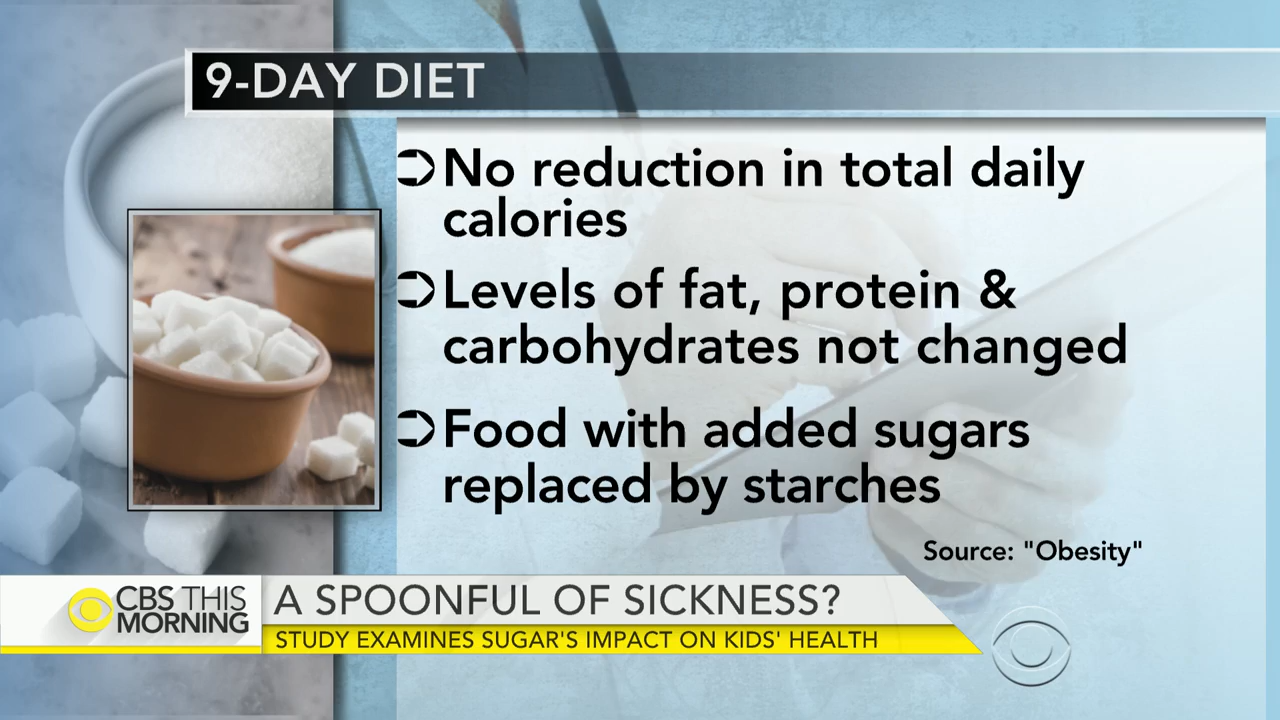 9-DAY DIET
➲No reduction in total daily
calories
➲Levels of fat, protein &
carbohydrates not changed
➲Food with added sugars
replaced by starches
Source: "Obesity"
CBS THIS
MORNING
A SPOONFUL OF SICKNESS?
STUDY EXAMINES SUGAR'S IMPACT ON KIDS' HEALTH